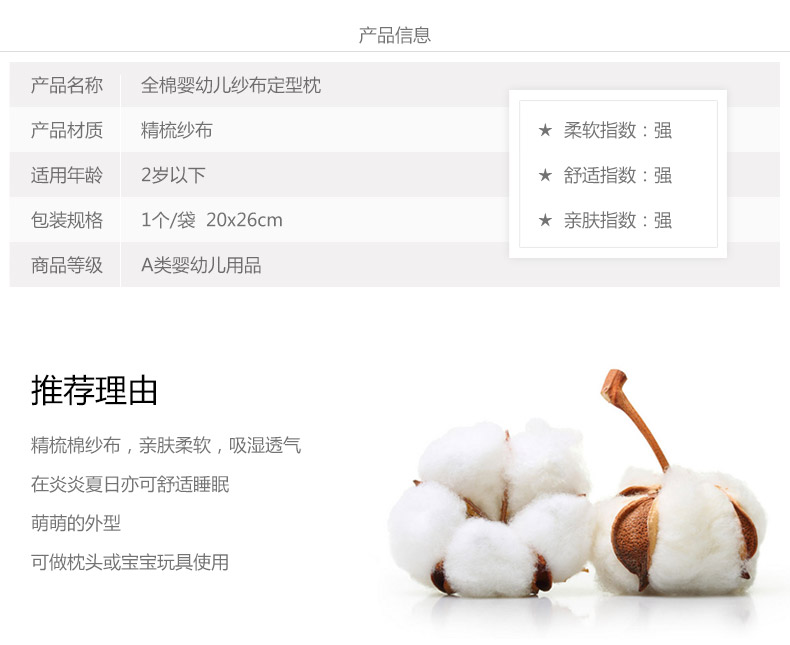 产品信息
产品名称 全棉婴幼儿纱布定型枕
产品材质 精梳纱布
适用年龄 2岁以下
包装规格 1个/袋 20x26cm
商品等级 A类婴幼儿用品
★ 柔软指数：强
★ 舒适指数：强
★ 亲肤指数：强
推荐理由
精梳棉纱布，亲肤柔软，吸湿透气
在炎炎夏日亦可舒适睡眠
萌萌的外型
可做枕头或宝宝玩具使用